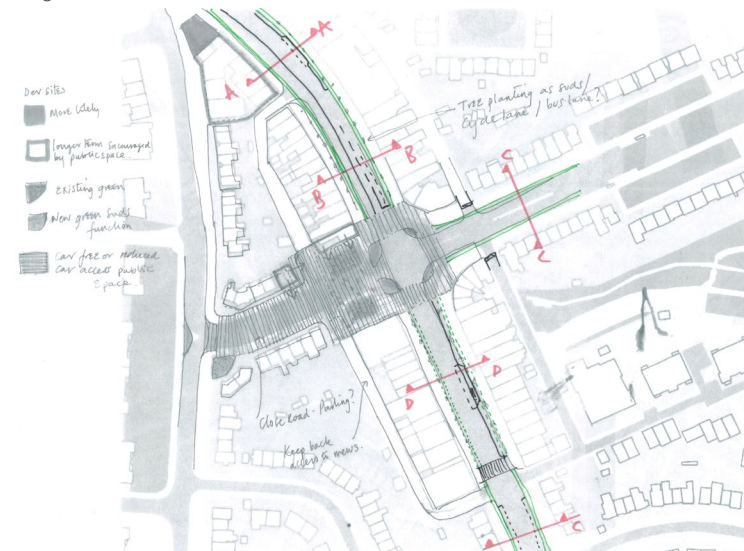 Dev sites
More likely
longer term encouraged
by public space
Existing green
New green suds
function
Car free or reduced
car access public
Space
A
A
Tree planting as suds/
Cycle lane / bus lane?
B
B
C
C
D
D
Close road - Parking?
Keep back
access to mews.
C